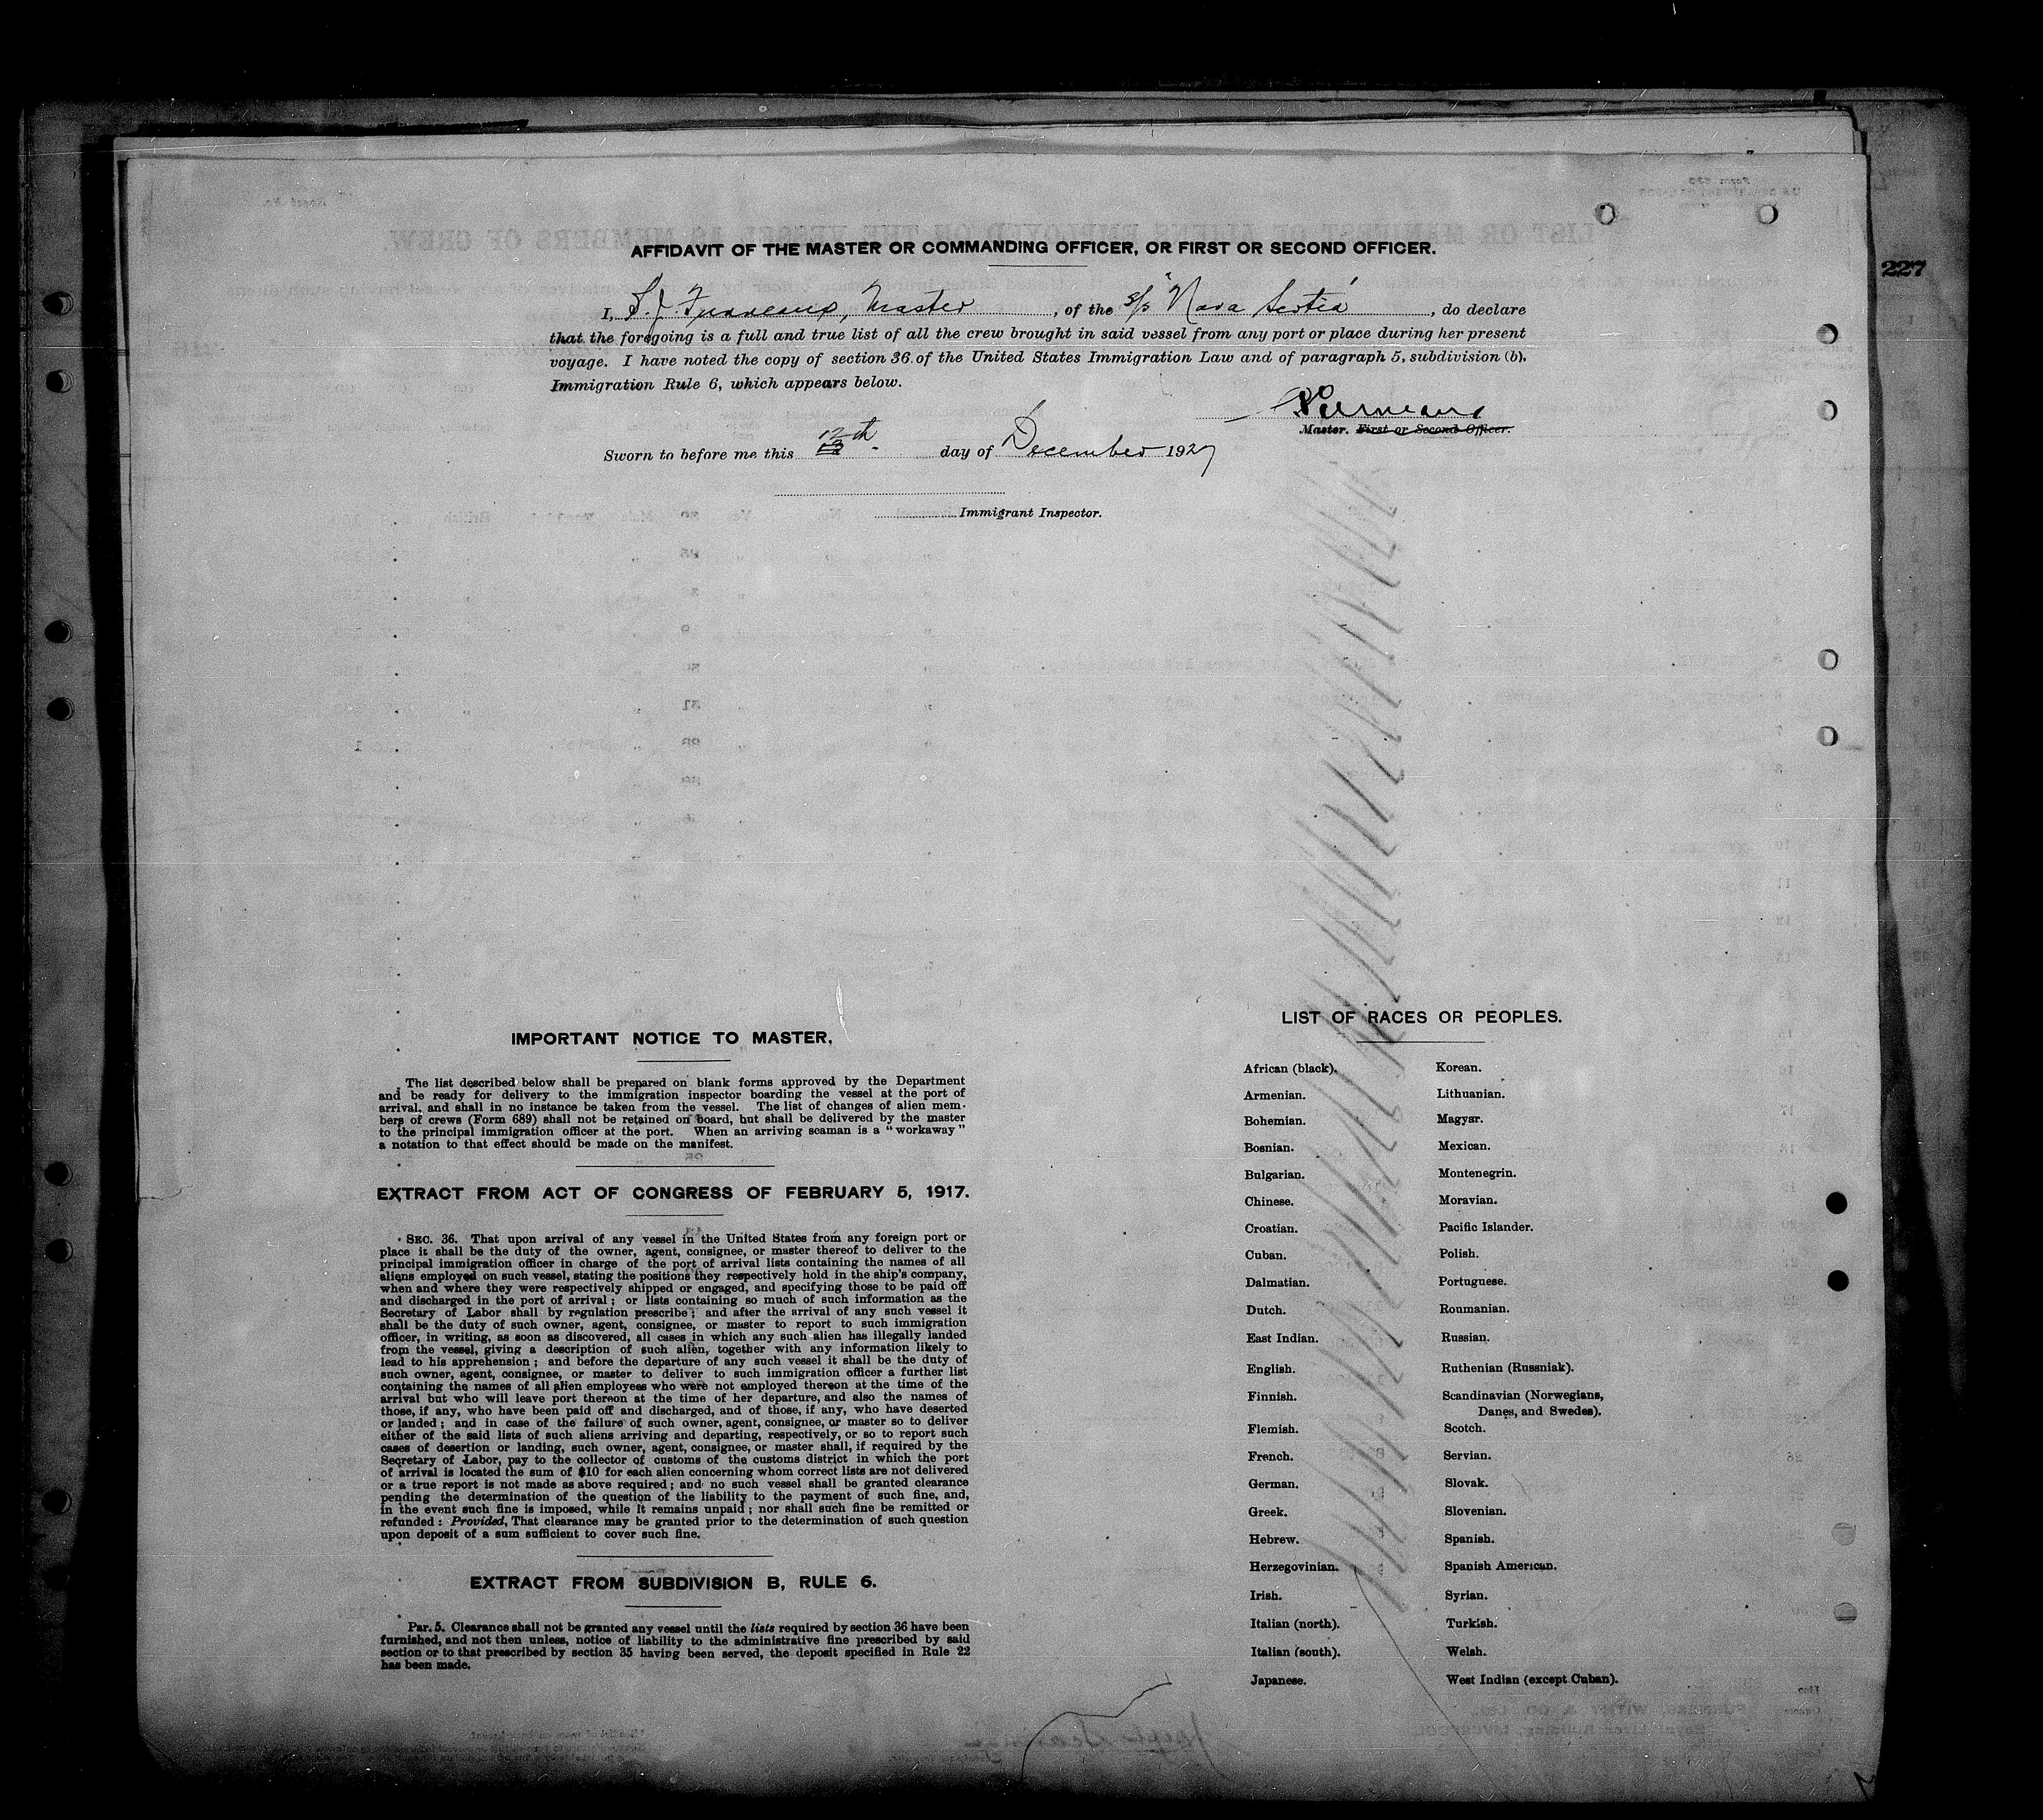 227
AFFIDAVIT OF THE MASTER OR COMMANDING OFFICER, OR FIRST OR SECOND OFFICER.
I, S. J. Furneaux, Master, of the s/s "Nova Scotia", do declare
that the foregoing is a full and true list of all the crew brought in said vessel from any port or place during her present
voyage. I have noted the copy of section 36 of the United States Immigration Law and of paragraph 5, subdivision (b).
Immigration Rule 6, which appears below.
Furneaux
Master. First or Second Officer.
Sworn to before me this 12th day of December 1927
Immigrant Inspector.
IMPORTANT NOTICE TO MASTER.
The list described below shall be prepared on blank forms approved by the Department
and be ready for delivery to the immigration inspector boarding the vessel at the port of
arrival, and shall in no instance be taken from the vessel. The list of changes of alien mem-
bers of crews (Form 689) shall not be retained on board, but shall be delivered by the master
to the principal immigration officer at the port. When an arriving seaman is a "workaway"
a notation to that effect should be made on the manifest.
EXTRACT FROM ACT OF CONGRESS OF FEBRUARY 5, 1917.
SEC. 36. That upon arrival of any vessel in the United States from any foreign port or
place it shall be the duty of the owner, agent, consignee, or master thereof to deliver to the
principal immigration officer in charge of the port of arrival lists containing the names of all
aliens employed on such vessel, stating the positions they respectively hold in the ship's company,
when and where they were respectively shipped or engaged, and specifying those to be paid off
and discharged in the port of arrival; or lists containing so much of such information as the
Secretary of Labor shall by regulation prescribe; and after the arrival of any such vessel it
shall be the duty of such owner, agent, consignee, or master to report to such immigration
officer, in writing, as soon as discovered, all cases in which any such alien has illegally landed
from the vessel, giving a description of such alien, together with any information likely to
lead to his apprehension; and before the departure of any such vessel it shall be the duty of
such owner, agent, consignee, or master to deliver to such immigration officer a further list
containing the names of all alien employees who were not employed thereon at the time of the
arrival but who will leave port thereon at the time of her departure, and also the names of
those, if any, who have been paid off and discharged, and of those, if any, who have deserted
or landed; and in case of the failure of such owner, agent, consignee, or master so to deliver
either of the said lists of such aliens arriving and departing, respectively, or so to report such
cases of desertion or landing, such owner, agent, consignee, or master shall, if required by the
Secretary of Labor, pay to the collector of customs of the customs district in which the port
of arrival is located the sum of $10 for each alien concerning whom correct lists are not delivered
or a true report is not made as above required; and no such vessel shall be granted clearance
pending the determination of the question of the liability to the payment of such fine, and,
in the event such fine is imposed, while it remains unpaid; nor shall such fine be remitted or
refunded: Provided, That clearance may be granted prior to the determination of such question
upon deposit of a sum sufficient to cover such fine.
EXTRACT FROM SUBDIVISION B, RULE 6.
Par. 5. Clearance shall not be granted any vessel until the lists required by section 36 have been
furnished, and not then unless, notice of liability to the administrative fine prescribed by said
section or to that prescribed by section 35 having been served, the deposit specified in Rule 22
has been made.
LIST OF RACES OR PEOPLES.
African (black). Korean.
Armenian. Lithuanian.
Bohemian. Magyar.
Bosnian. Mexican.
Bulgarian. Montenegrin.
Chinese. Moravian.
Croatian. Pacific Islander.
Cuban. Polish.
Dalmatian. Portuguese.
Dutch. Roumanian.
East Indian. Russian.
English. Ruthenian (Russniak).
Finnish. Scandinavian (Norwegians,
Danes, and Swedes).
Flemish. Scotch.
French. Servian.
German. Slovak.
Greek. Slovenian.
Hebrew. Spanish.
Herzegovinian. Spanish American.
Irish. Syrian.
Italian (north). Turkish.
Italian (south). Welsh.
Japanese. West Indian (except Cuban).